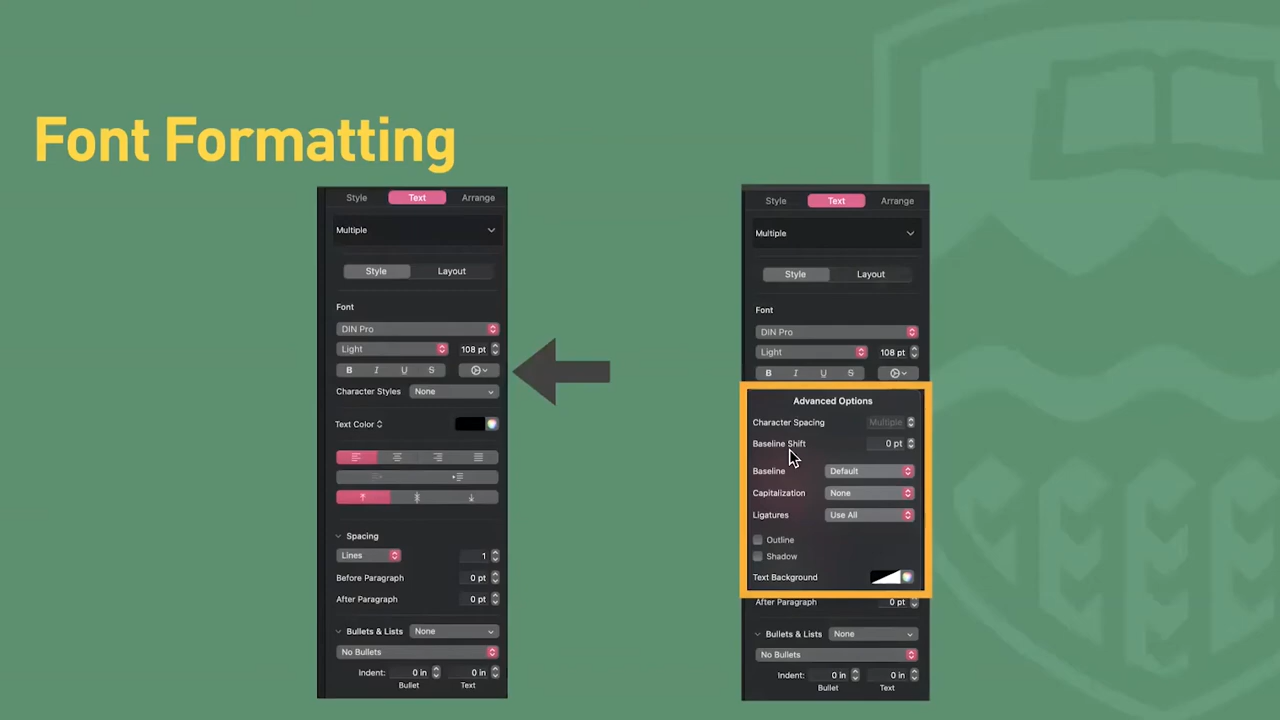 Font Formatting
Style Text Arrange
Multiple
Style Layout
Font
DIN Pro
Light 108 pt
B I U S
Character Styles None
Text Color
Spacing
Lines 1
Before Paragraph 0 pt
After Paragraph 0 pt
Bullets & Lists None
No Bullets
Indent: 0 in 0 in
Bullet Text
Style Text Arrange
Multiple
Style Layout
Font
DIN Pro
Light 108 pt
B I U S
Advanced Options
Character Spacing Multiple
Baseline Shift 0 pt
Baseline Default
Capitalization None
Ligatures Use All
Outline
Shadow
Text Background
After Paragraph 0 pt
Bullets & Lists None
No Bullets
Indent: 0 in 0 in
Bullet Text